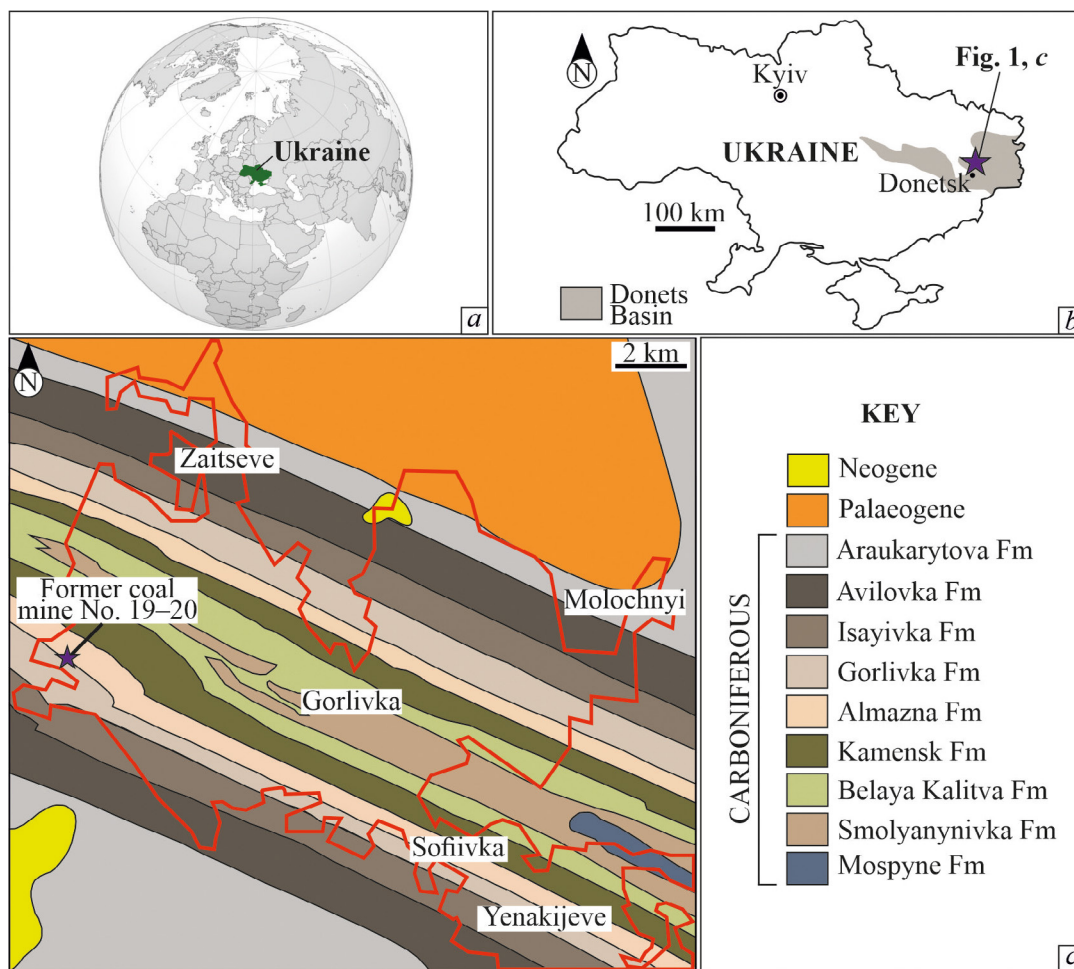 Ukraine
a
N
Kyiv
Fig. 1, c
UKRAINE
Donetsk
100 km
Donets
Basin
b
N
2 km
Zaitseve
Former coal
mine No. 19–20
Molochnyi
Gorlivka
Sofiivka
Yenakijeve
KEY
Neogene
Palaeogene
CARBONIFEROUS
Araukarytova Fm
Avilovka Fm
Isayivka Fm
Gorlivka Fm
Almazna Fm
Kamensk Fm
Belaya Kalitva Fm
Smolyanynivka Fm
Mospyne Fm
c